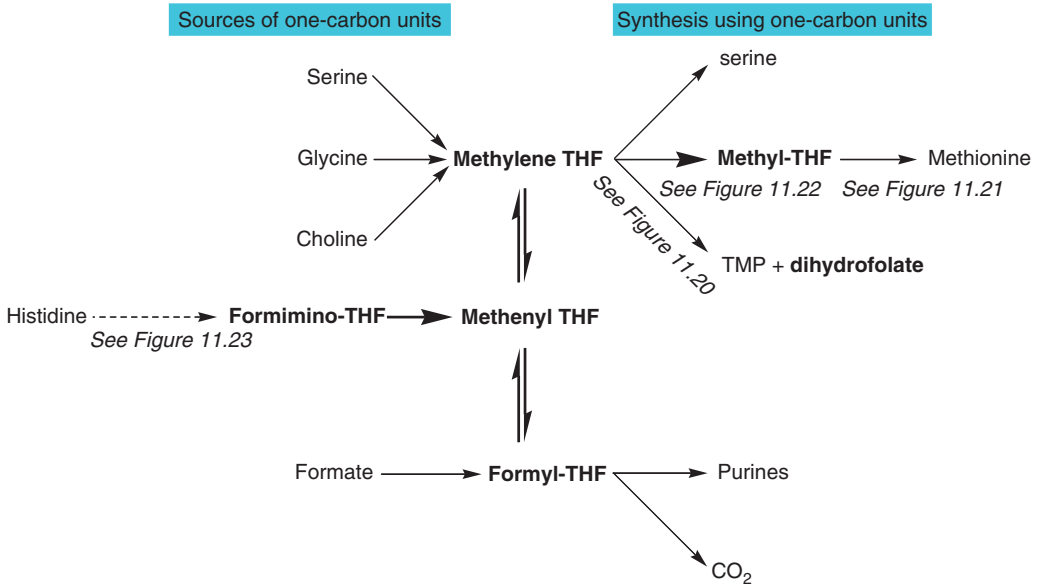 Sources of one-carbon units
Synthesis using one-carbon units
Serine
serine
Glycine
Methylene THF
Methyl-THF
Methionine
See Figure 11.22
See Figure 11.21
See Figure 11.20
Choline
TMP + dihydrofolate
Histidine
Formimino-THF
Methenyl THF
See Figure 11.23
Formate
Formyl-THF
Purines
CO₂